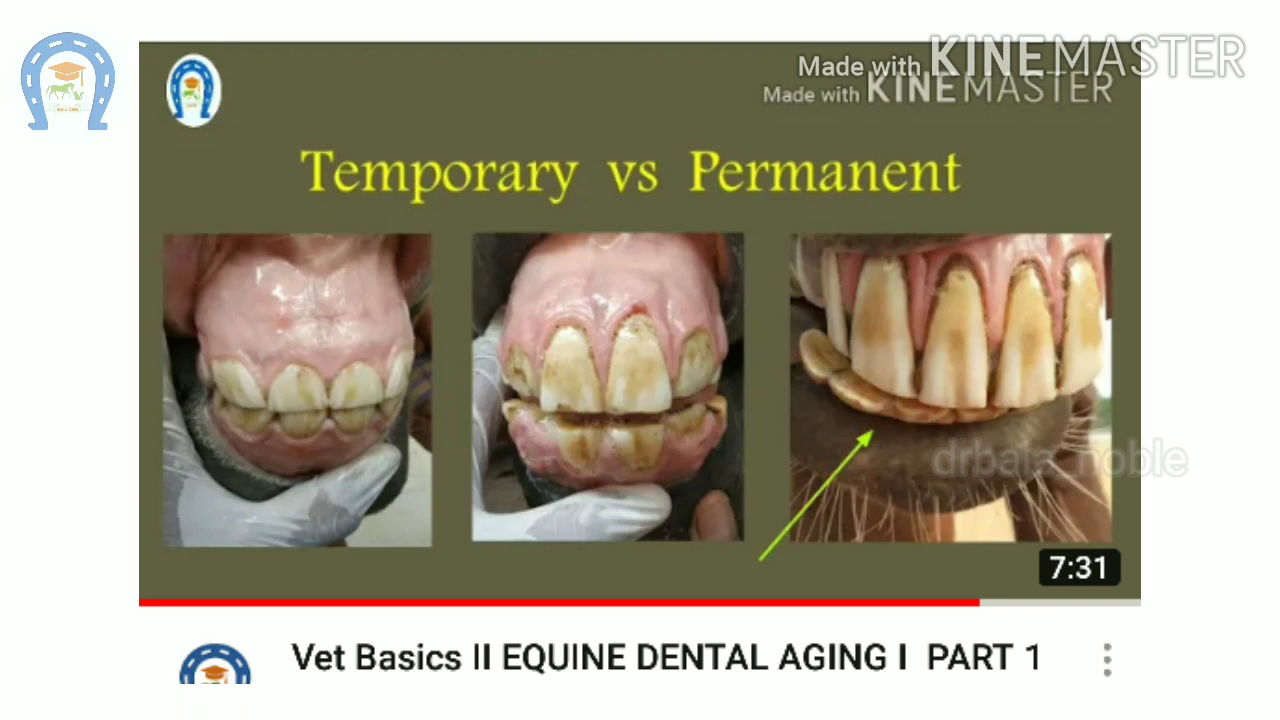 Made with KINEMASTER
Made with KINEMASTER
Temporary vs Permanent
drbala_noble
7:31
Vet Basics II EQUINE DENTAL AGING I PART 1